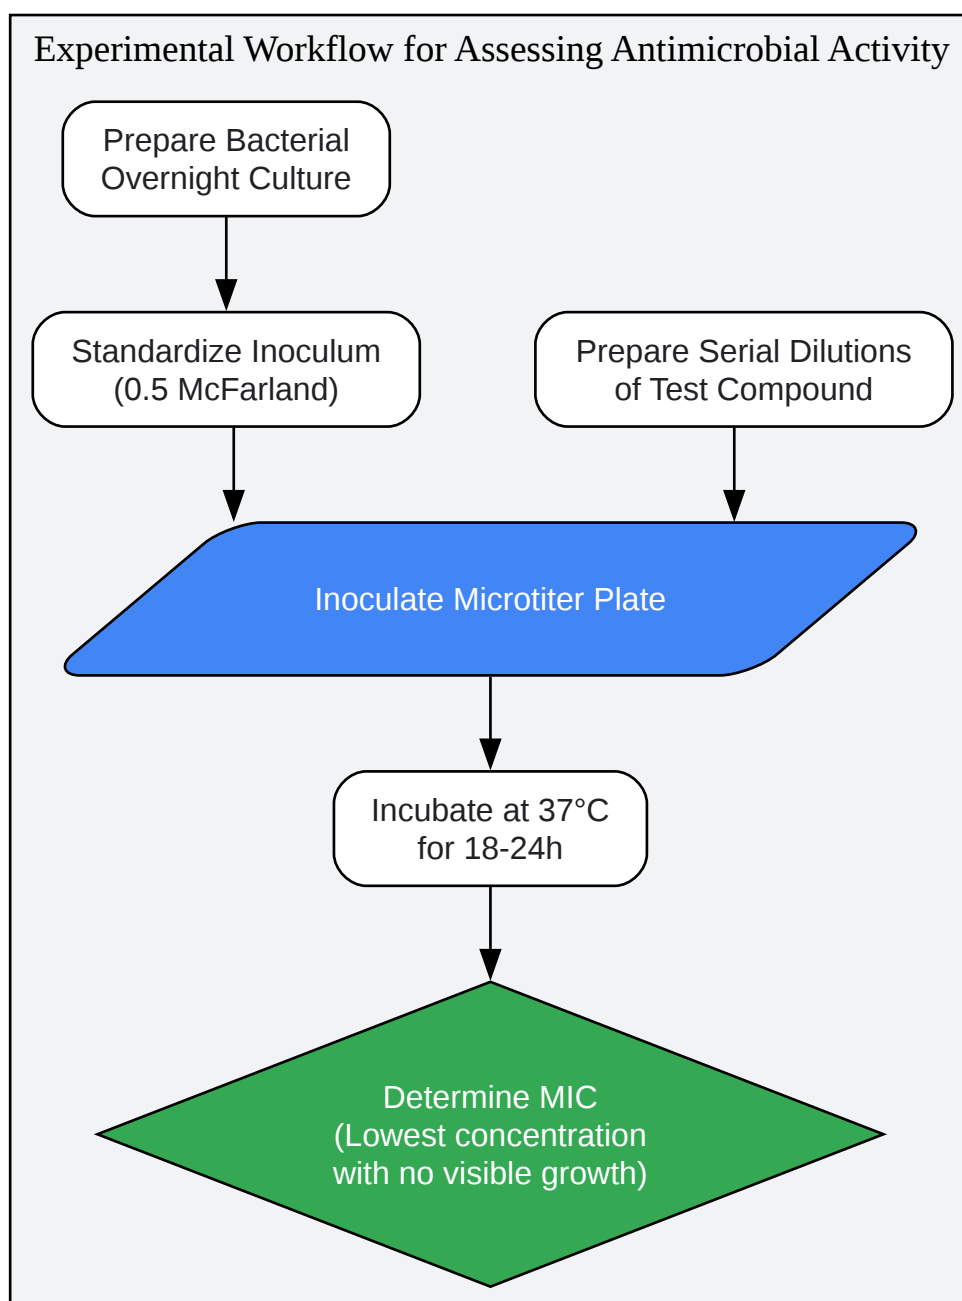 Experimental Workflow for Assessing Antimicrobial Activity
Prepare Bacterial
Overnight Culture
Standardize Inoculum
(0.5 McFarland)
Prepare Serial Dilutions
of Test Compound
Inoculate Microtiter Plate
Incubate at 37°C
for 18-24h
Determine MIC
(Lowest concentration
with no visible growth)